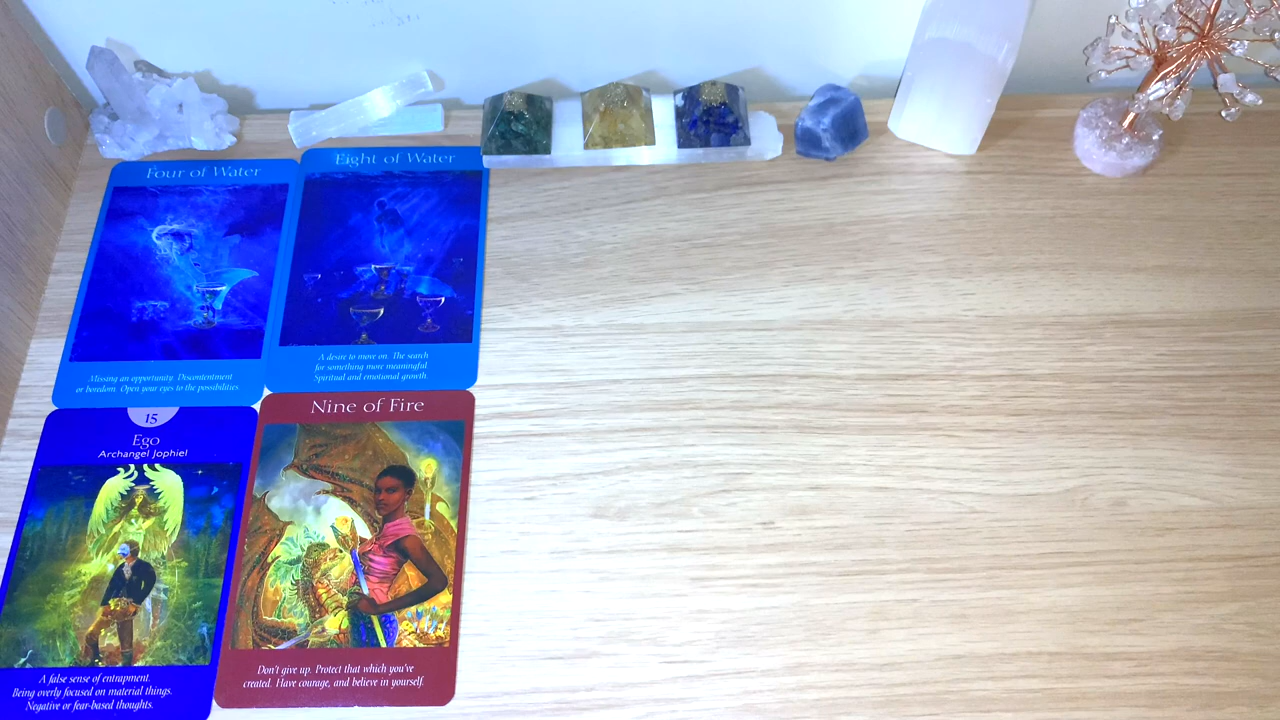 Four of Water
Missing an opportunity. Discontentment
or boredom. Open your eyes to the possibilities.
Eight of Water
A desire to move on. The search
for something more meaningful.
Spiritual and emotional growth.
15
Ego
Archangel Jophiel
A false sense of entrapment.
Being overly focused on material things.
Negative or fear-based thoughts.
Nine of Fire
Don't give up. Protect that which you've
created. Have courage, and believe in yourself.